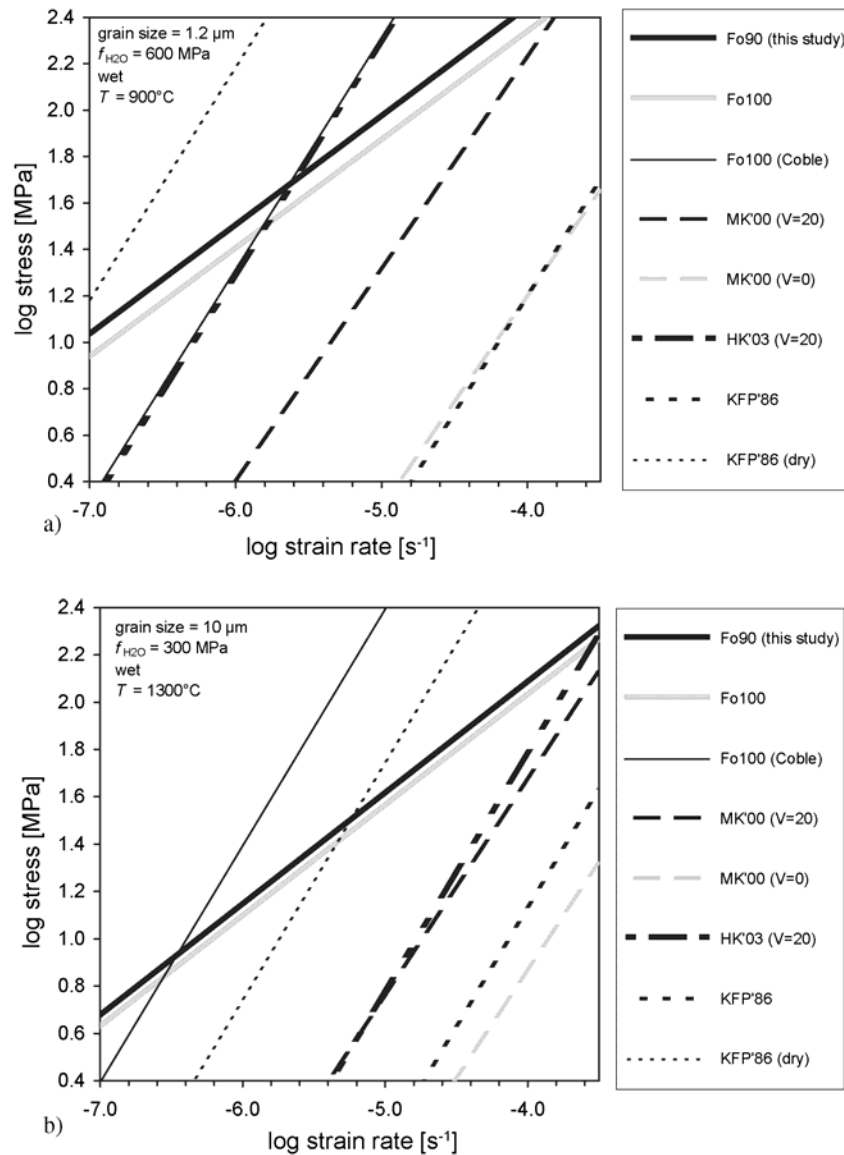 2.4
2.2
2.0
1.8
1.6
1.4
1.2
1.0
0.8
0.6
0.4
log stress [MPa]
grain size = 1.2 µm
fH2O = 600 MPa
wet
T = 900°C
-7.0 -6.0 -5.0 -4.0
a)
log strain rate [s-1]
Fo90 (this study)
Fo100
Fo100 (Coble)
MK'00 (V=20)
MK'00 (V=0)
HK'03 (V=20)
KFP'86
KFP'86 (dry)
2.4
2.2
2.0
1.8
1.6
1.4
1.2
1.0
0.8
0.6
0.4
log stress [MPa]
grain size = 10 µm
fH2O = 300 MPa
wet
T = 1300°C
-7.0 -6.0 -5.0 -4.0
b)
log strain rate [s-1]
Fo90 (this study)
Fo100
Fo100 (Coble)
MK'00 (V=20)
MK'00 (V=0)
HK'03 (V=20)
KFP'86
KFP'86 (dry)